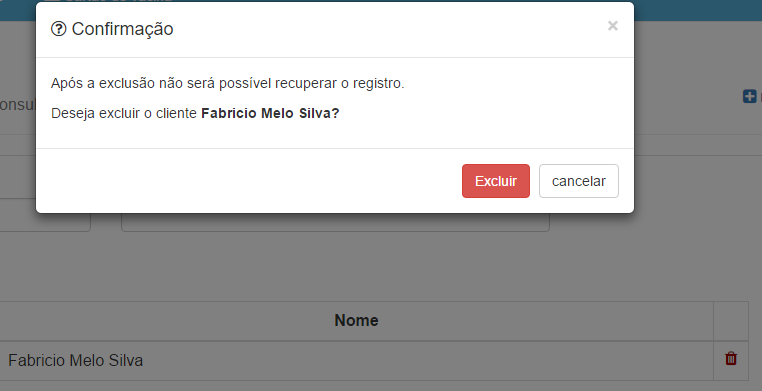 Confirmação
×
Após a exclusão não será possível recuperar o registro.
Deseja excluir o cliente Fabricio Melo Silva?
Excluir
cancelar
Nome
Fabricio Melo Silva